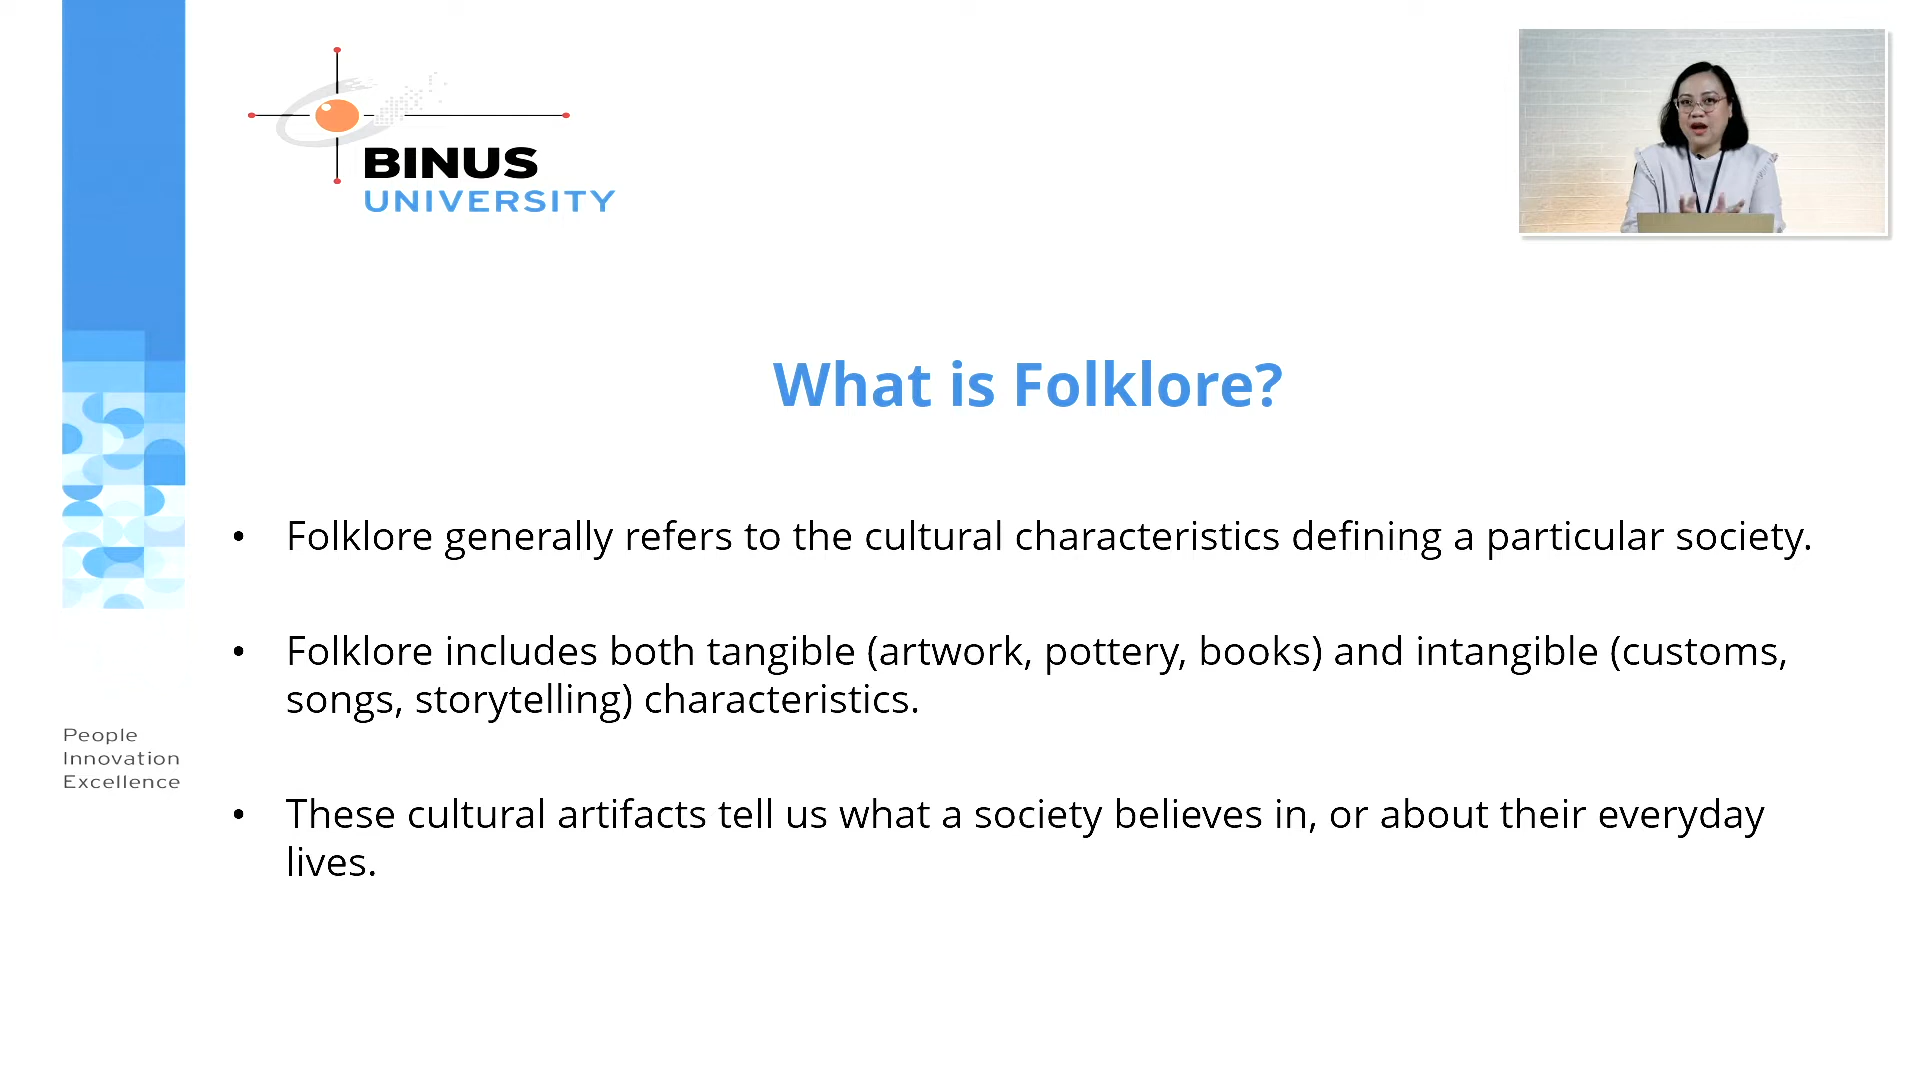 BINUS
UNIVERSITY
What is Folklore?
• Folklore generally refers to the cultural characteristics defining a particular society.
• Folklore includes both tangible (artwork, pottery, books) and intangible (customs,
songs, storytelling) characteristics.
• These cultural artifacts tell us what a society believes in, or about their everyday
lives.
People
Innovation
Excellence